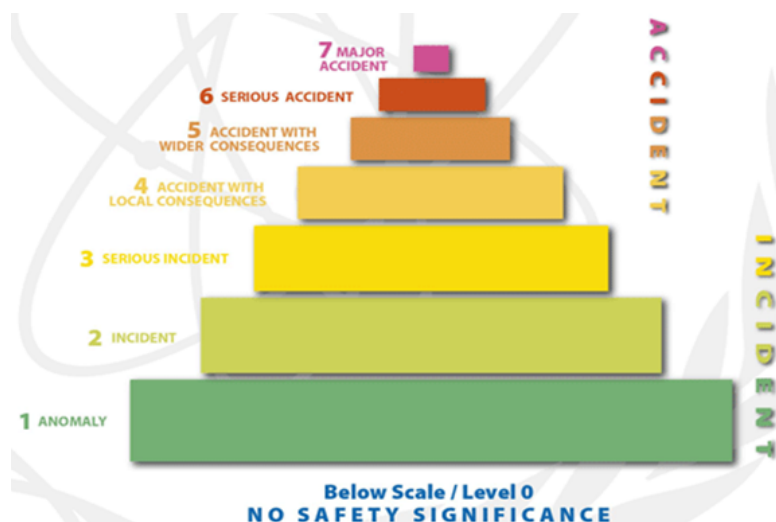 7 MAJOR
ACCIDENT
6 SERIOUS ACCIDENT
5 ACCIDENT WITH
WIDER CONSEQUENCES
4 ACCIDENT WITH
LOCAL CONSEQUENCES
3 SERIOUS INCIDENT
2 INCIDENT
1 ANOMALY
ACCIDENT
INCIDENT
Below Scale / Level 0
NO SAFETY SIGNIFICANCE